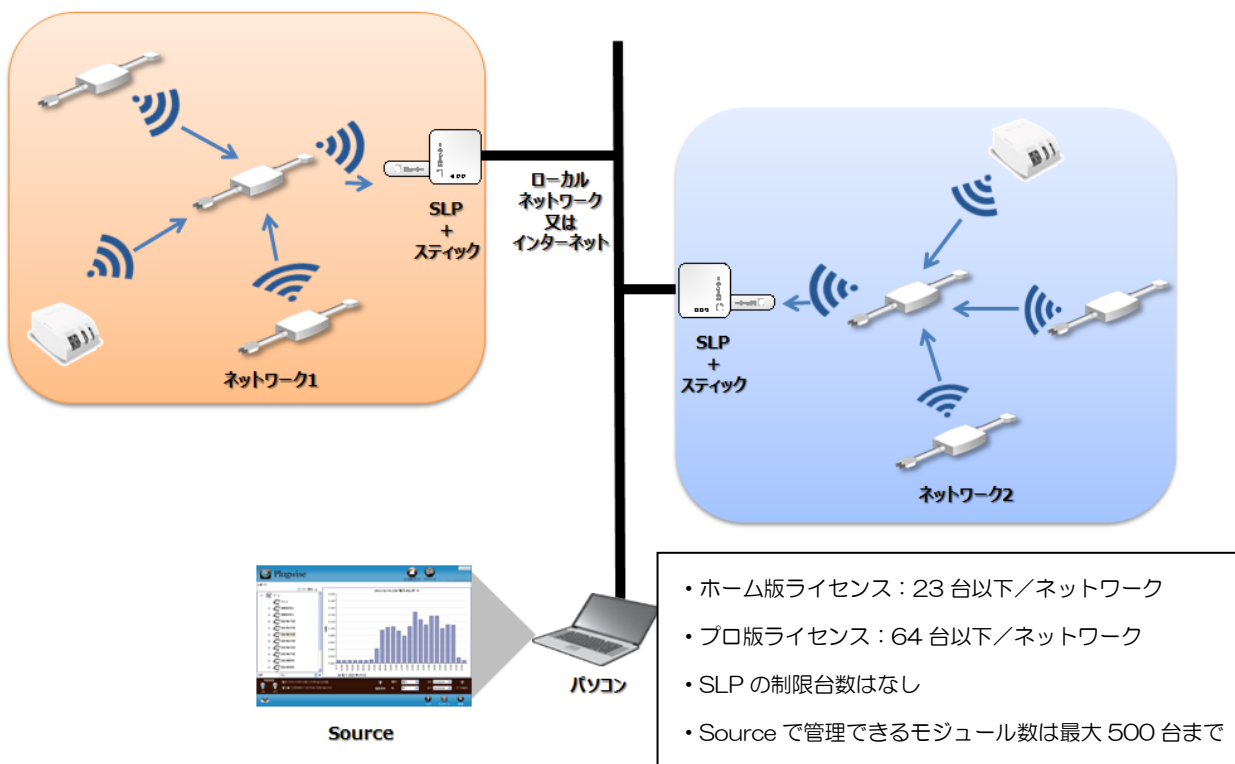 SLP
+
スティック
ネットワーク1
ローカル
ネットワーク
又は
インターネット
SLP
+
スティック
ネットワーク2
Plugwise
Source
パソコン
・ホーム版ライセンス：23 台以下／ネットワーク
・プロ版ライセンス：64 台以下／ネットワーク
・SLP の制限台数はなし
・Source で管理できるモジュール数は最大 500 台まで